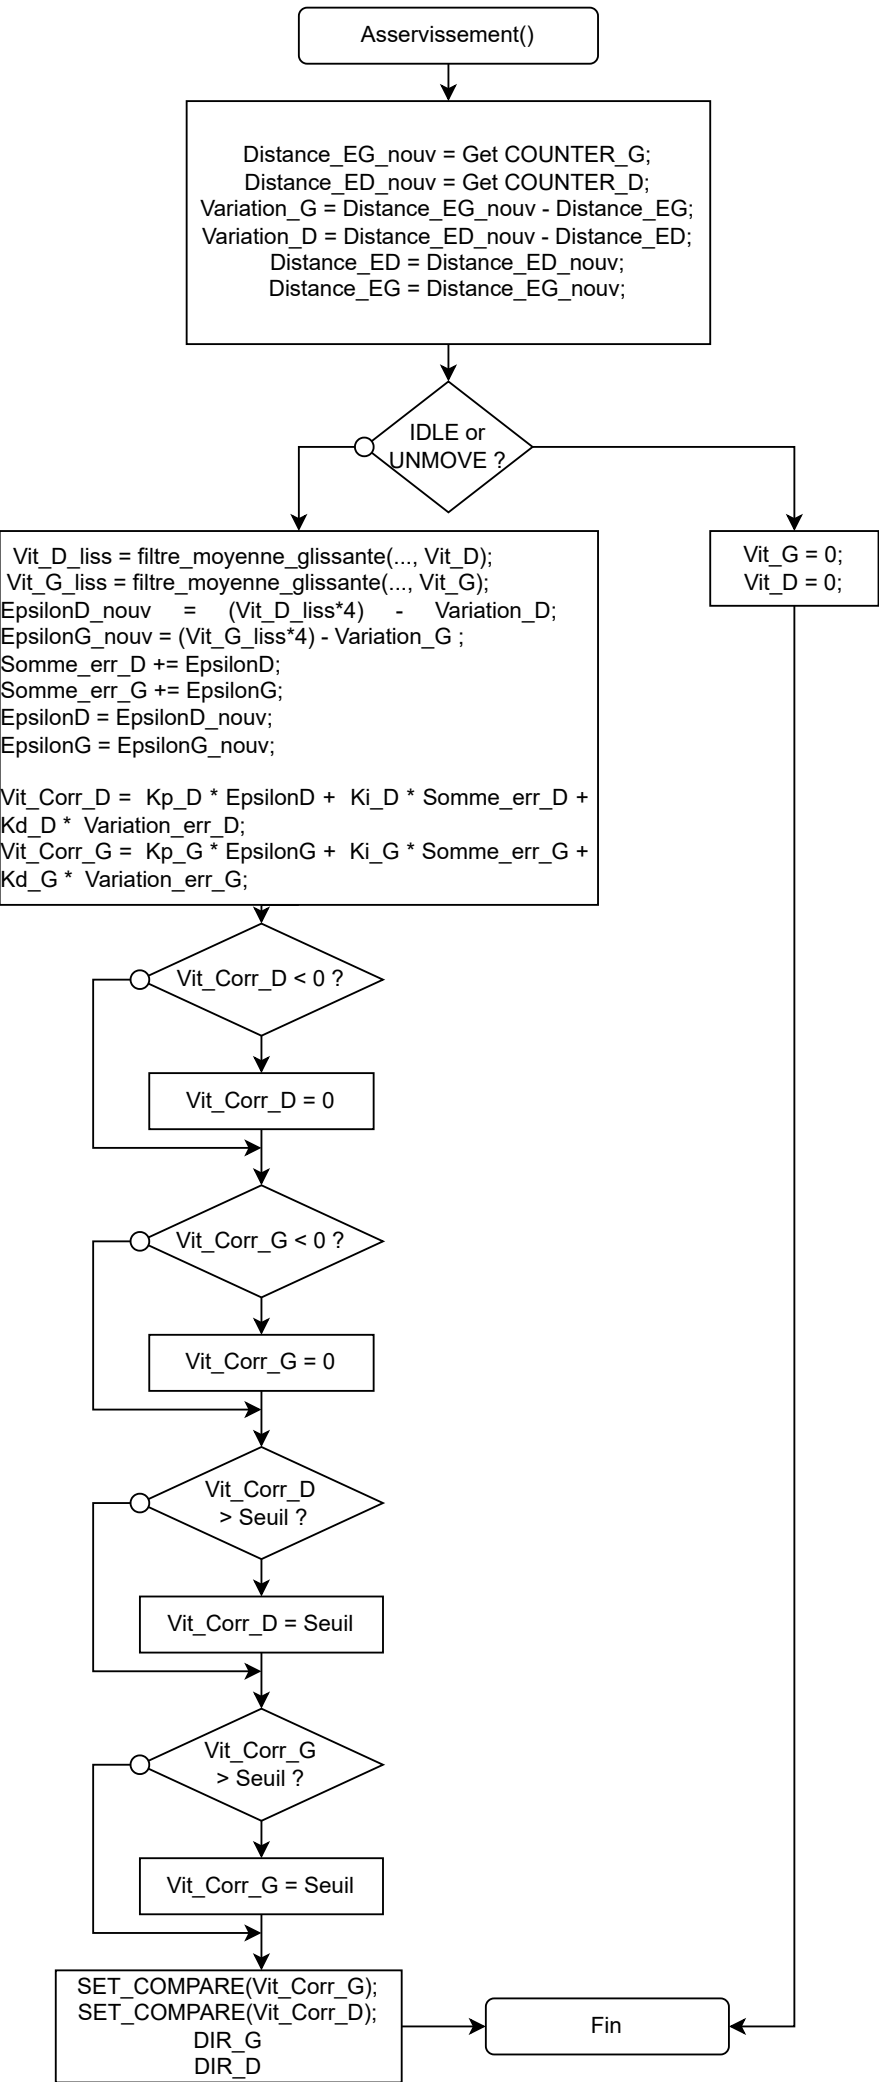 Asservissement()
Distance_EG_nouv = Get COUNTER_G;
Distance_ED_nouv = Get COUNTER_D;
Variation_G = Distance_EG_nouv - Distance_EG;
Variation_D = Distance_ED_nouv - Distance_ED;
Distance_ED = Distance_ED_nouv;
Distance_EG = Distance_EG_nouv;
IDLE or
UNMOVE ?
Vit_D_liss = filtre_moyenne_glissante(..., Vit_D);
Vit_G_liss = filtre_moyenne_glissante(..., Vit_G);
EpsilonD_nouv = (Vit_D_liss*4) - Variation_D;
EpsilonG_nouv = (Vit_G_liss*4) - Variation_G ;
Somme_err_D += EpsilonD;
Somme_err_G += EpsilonG;
EpsilonD = EpsilonD_nouv;
EpsilonG = EpsilonG_nouv;
Vit_Corr_D = Kp_D * EpsilonD + Ki_D * Somme_err_D +
Kd_D * Variation_err_D;
Vit_Corr_G = Kp_G * EpsilonG + Ki_G * Somme_err_G +
Kd_G * Variation_err_G;
Vit_G = 0;
Vit_D = 0;
Vit_Corr_D < 0 ?
Vit_Corr_D = 0
Vit_Corr_G < 0 ?
Vit_Corr_G = 0
Vit_Corr_D
> Seuil ?
Vit_Corr_D = Seuil
Vit_Corr_G
> Seuil ?
Vit_Corr_G = Seuil
SET_COMPARE(Vit_Corr_G);
SET_COMPARE(Vit_Corr_D);
DIR_G
DIR_D
Fin